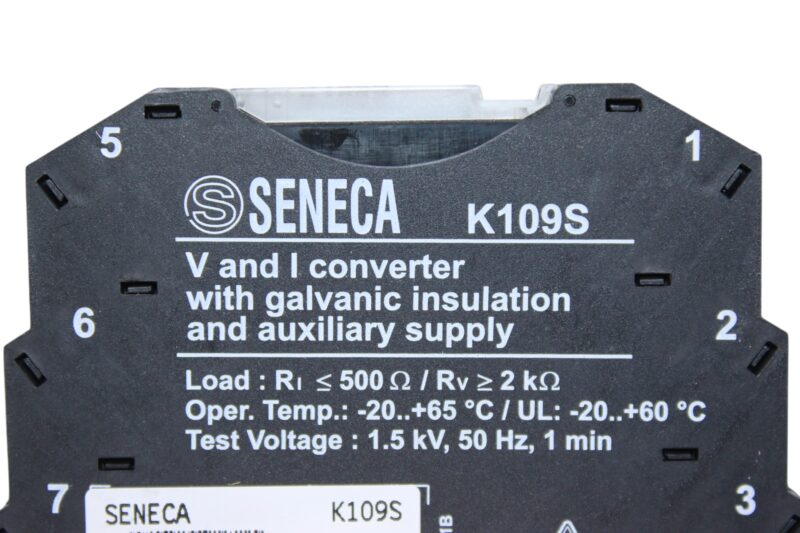 5
1
S SENECA K109S
V and I converter
with galvanic insulation
and auxiliary supply
6
2
Load : RI ≤ 500 Ω / RV ≥ 2 kΩ
Oper. Temp.: -20..+65 °C / UL: -20..+60 °C
Test Voltage : 1.5 kV, 50 Hz, 1 min
7
3
SENECA K109S